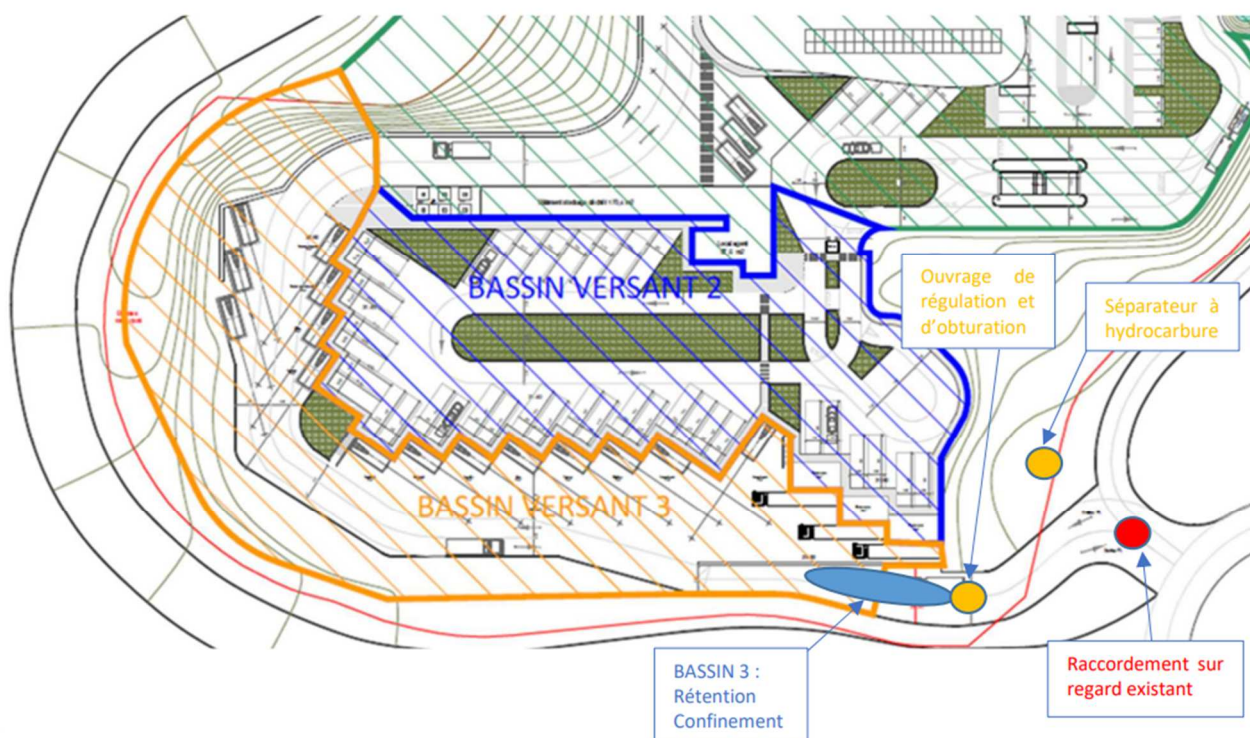 BASSIN VERSANT 2
Ouvrage de
régulation et
d'obturation
Séparateur à
hydrocarbure
BASSIN VERSANT 3
BASSIN 3 :
Rétention
Confinement
Raccordement sur
regard existant